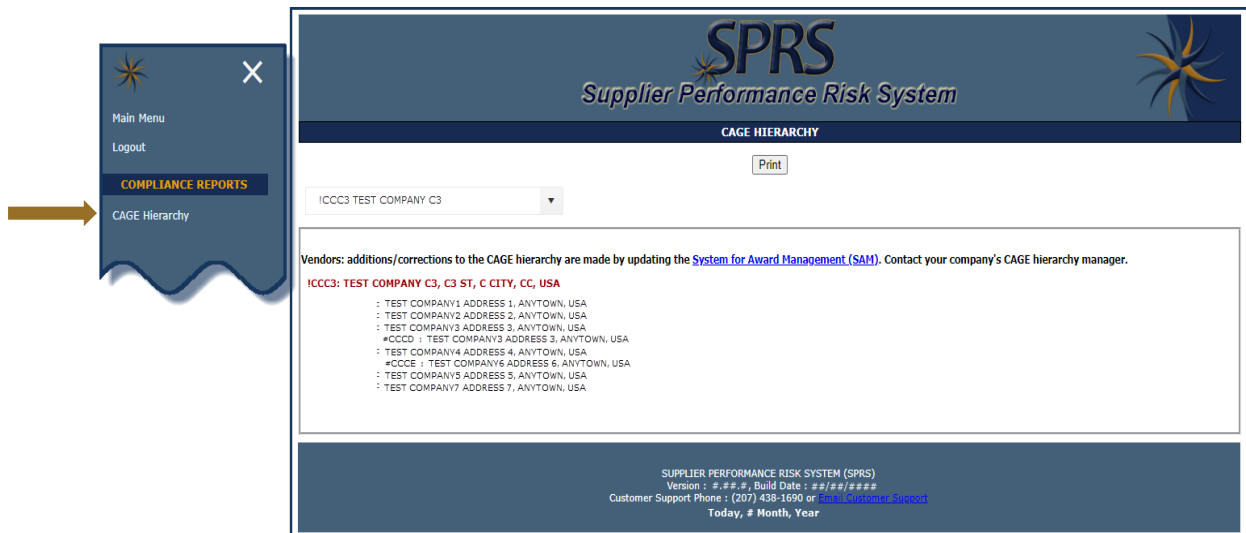 X
Main Menu
Logout
COMPLIANCE REPORTS
CAGE Hierarchy
SPRS
Supplier Performance Risk System
CAGE HIERARCHY
Print
!CCC3 TEST COMPANY C3
Vendors: additions/corrections to the CAGE hierarchy are made by updating the System for Award Management (SAM). Contact your company's CAGE hierarchy manager.
!CCC3: TEST COMPANY C3, C3 ST, C CITY, CC, USA
: TEST COMPANY1 ADDRESS 1, ANYTOWN, USA
: TEST COMPANY2 ADDRESS 2, ANYTOWN, USA
: TEST COMPANY3 ADDRESS 3, ANYTOWN, USA
#CCCD : TEST COMPANY3 ADDRESS 3, ANYTOWN, USA
: TEST COMPANY4 ADDRESS 4, ANYTOWN, USA
#CCCE : TEST COMPANY6 ADDRESS 6, ANYTOWN, USA
: TEST COMPANY5 ADDRESS 5, ANYTOWN, USA
: TEST COMPANY7 ADDRESS 7, ANYTOWN, USA
SUPPLIER PERFORMANCE RISK SYSTEM (SPRS)
Version : #.##.#, Build Date : ##/##/####
Customer Support Phone : (207) 438-1690 or Email Customer Support
Today, # Month, Year